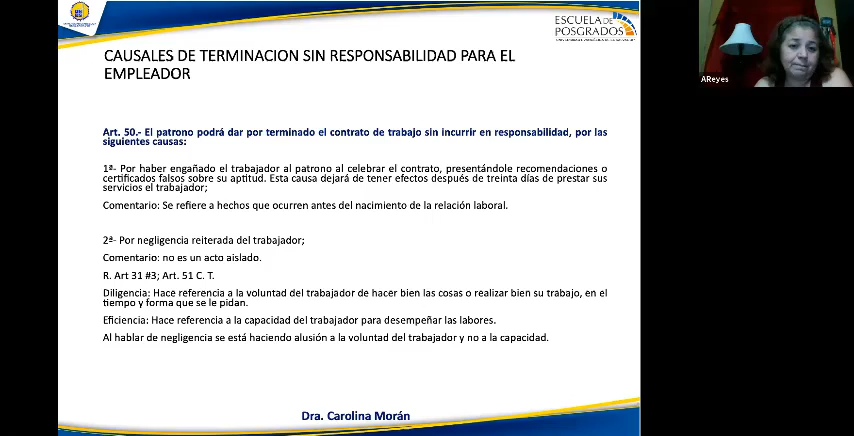 ESCUELA DE
POSGRADOS
CAUSALES DE TERMINACION SIN RESPONSABILIDAD PARA EL
EMPLEADOR
AReyes
Art. 50.- El patrono podrá dar por terminado el contrato de trabajo sin incurrir en responsabilidad, por las
siguientes causas:
1ª- Por haber engañado el trabajador al patrono al celebrar el contrato, presentándole recomendaciones o
certificados falsos sobre su aptitud. Esta causa dejará de tener efectos después de treinta días de prestar sus
servicios el trabajador;
Comentario: Se refiere a hechos que ocurren antes del nacimiento de la relación laboral.
2ª- Por negligencia reiterada del trabajador;
Comentario: no es un acto aislado.
R. Art 31 #3; Art. 51 C. T.
Diligencia: Hace referencia a la voluntad del trabajador de hacer bien las cosas o realizar bien su trabajo, en el
tiempo y forma que se le pidan.
Eficiencia: Hace referencia a la capacidad del trabajador para desempeñar las labores.
Al hablar de negligencia se está haciendo alusión a la voluntad del trabajador y no a la capacidad.
Dra. Carolina Morán